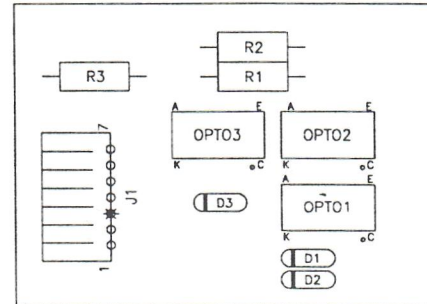 R2
R3
R1
A E
A E
OPTO3
OPTO2
7
K C
K C
A E
J1
D3
OPTO1
K C
1
D1
D2